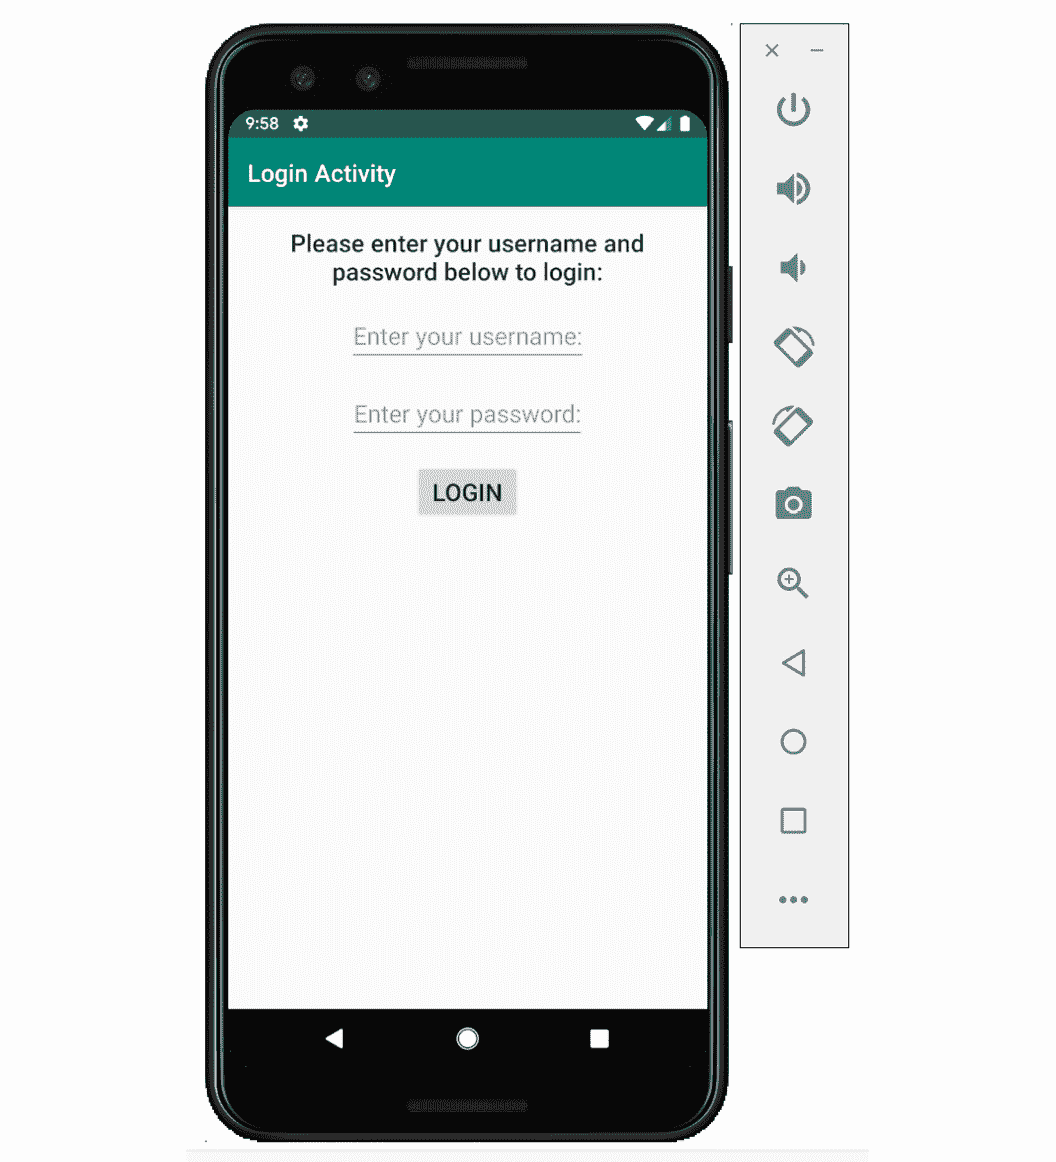 9:58
Login Activity
Please enter your username and
password below to login:
Enter your username:
Enter your password:
LOGIN